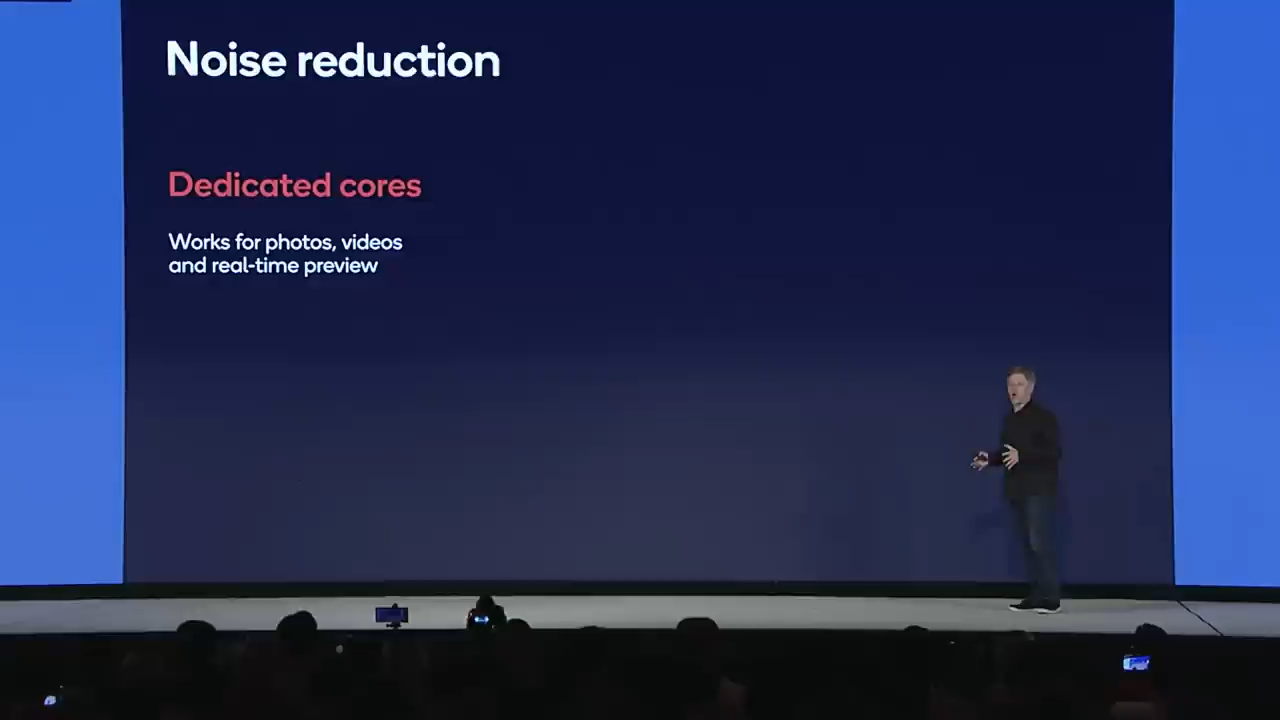 Noise reduction
Dedicated cores
Works for photos, videos
and real-time preview